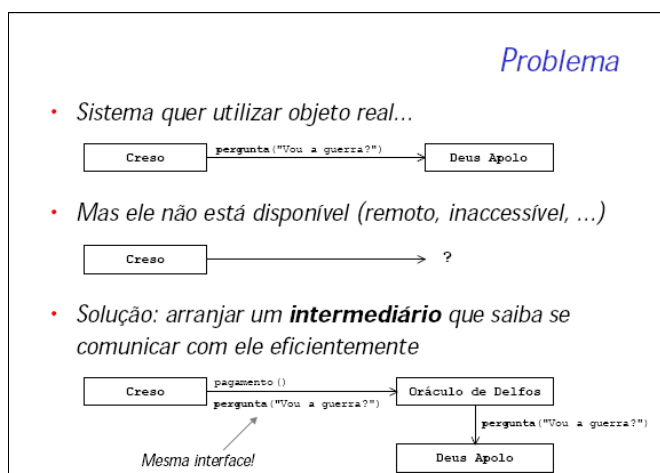 Problema
• Sistema quer utilizar objeto real...
pergunta("Vou a guerra?")
Creso
Deus Apolo
• Mas ele não está disponível (remoto, inaccessível, ...)
Creso
?
• Solução: arranjar um intermediário que saiba se
comunicar com ele eficientemente
pagamento()
Creso
Oráculo de Delfos
pergunta("Vou a guerra?")
pergunta("Vou a guerra?")
Mesma interface!
Deus Apolo